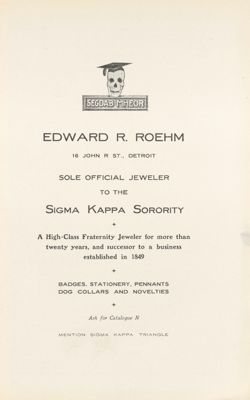 SEGDAB MHEOR
EDWARD R. ROEHM
16 JOHN R ST., DETROIT
SOLE OFFICIAL JEWELER
TO THE
SIGMA KAPPA SORORITY
A High-Class Fraternity Jeweler for more than
twenty years, and successor to a business
established in 1849
BADGES, STATIONERY, PENNANTS
DOG COLLARS AND NOVELTIES
Ask for Catalogue N
MENTION SIGMA KAPPA TRIANGLE